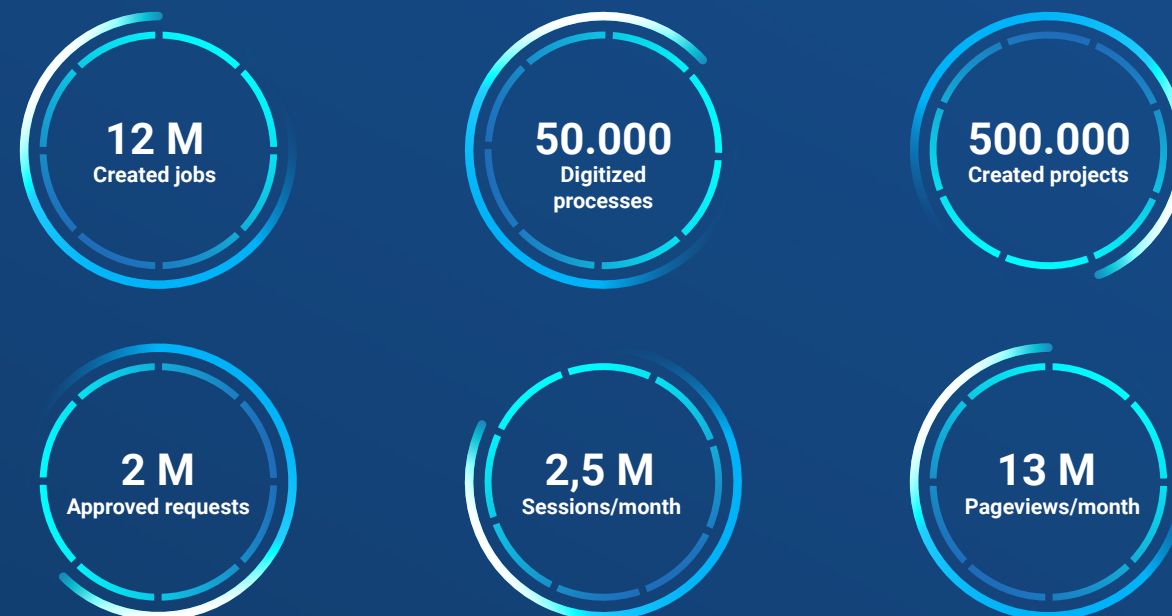 12 M
Created jobs
50.000
Digitized
processes
500.000
Created projects
2 M
Approved requests
2,5 M
Sessions/month
13 M
Pageviews/month